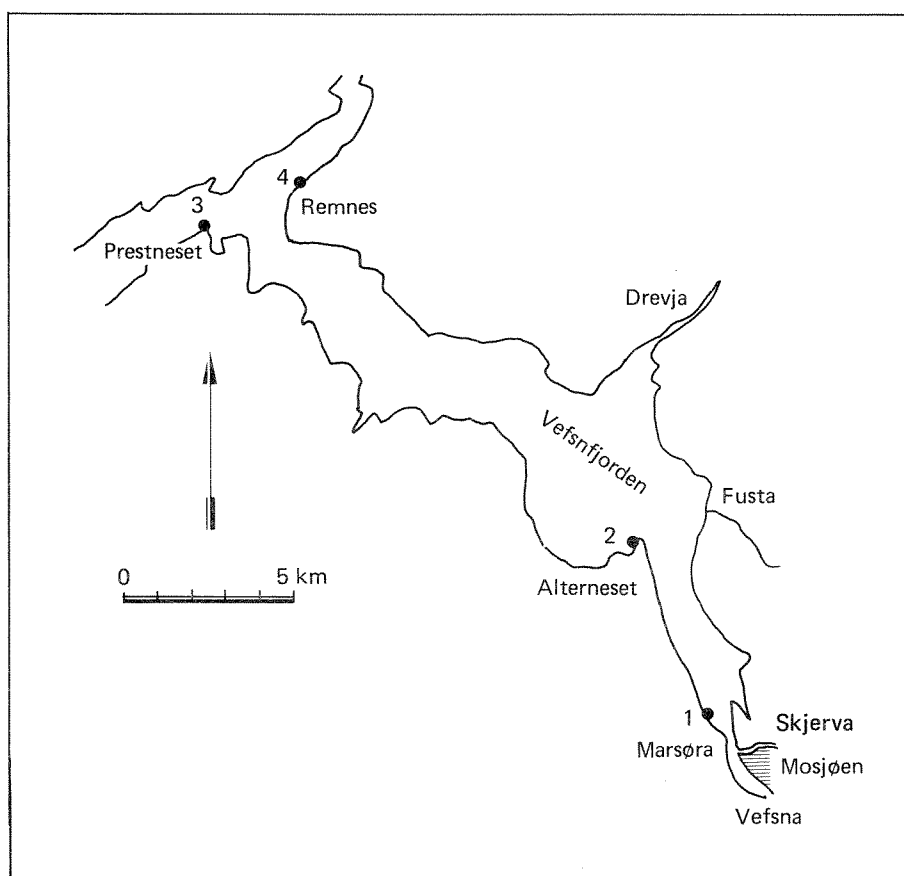 4
Remnes
3
Prestneset
Drevja
Vefsnfjorden
Fusta
2
Alterneset
0 5 km
1
Skjerva
Marsøra
Mosjøen
Vefsna